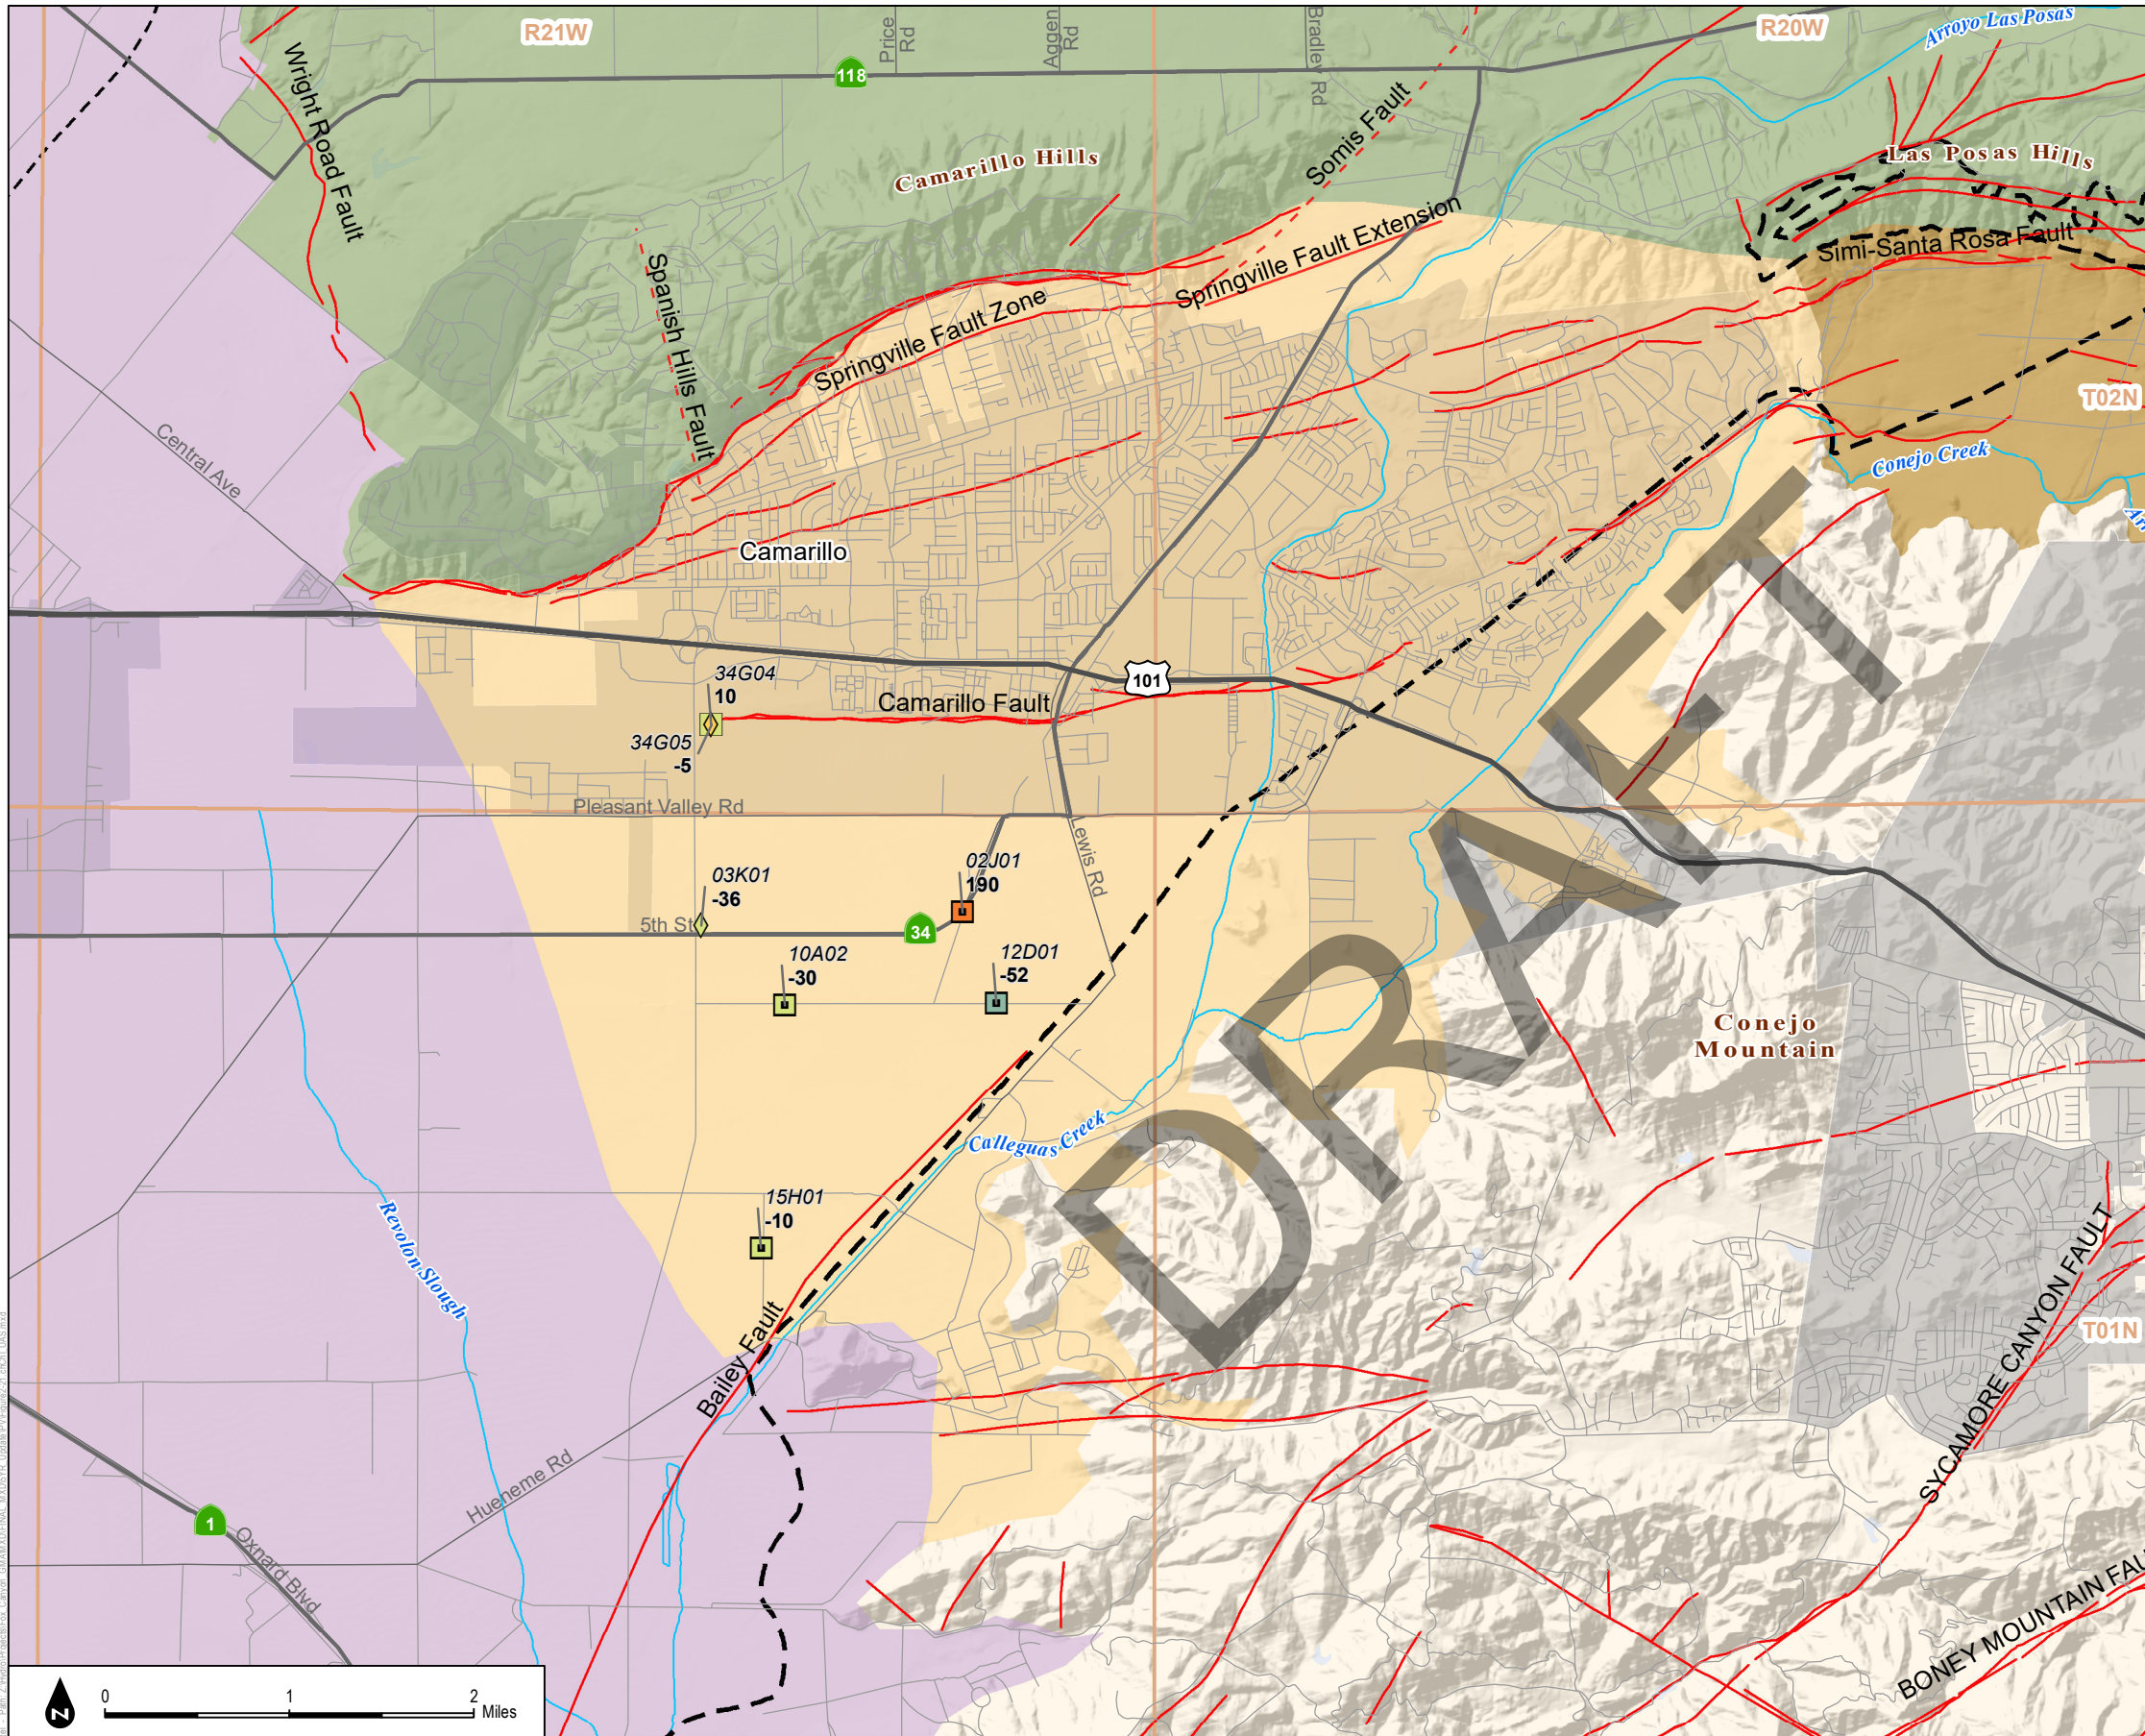 R21W
Price
Rd
Aggen
Rd
Bradley Rd
R20W
Arroyo Las Posas
118
Wright Road Fault
Somis Fault
Camarillo Hills
Las Posas Hills
Springville Fault Extension
Simi-Santa Rosa Fault
Spanish Hills Fault
Springville Fault Zone
T02N
Central Ave
Conejo Creek
Camarillo
34G04
10
101
Camarillo Fault
34G05
-5
Pleasant Valley Rd
Lewis Rd
02J01
190
03K01
-36
5th St
34
10A02
-30
12D01
-52
Conejo
Mountain
DRAFT
Calleguas Creek
15H01
-10
Revolon Slough
Bailey Fault
T01N
SYCAMORE CANYON FAULT
Hueneme Rd
1
Oxnard Blvd
BONEY MOUNTAIN FAU
N
0 1 2
Miles